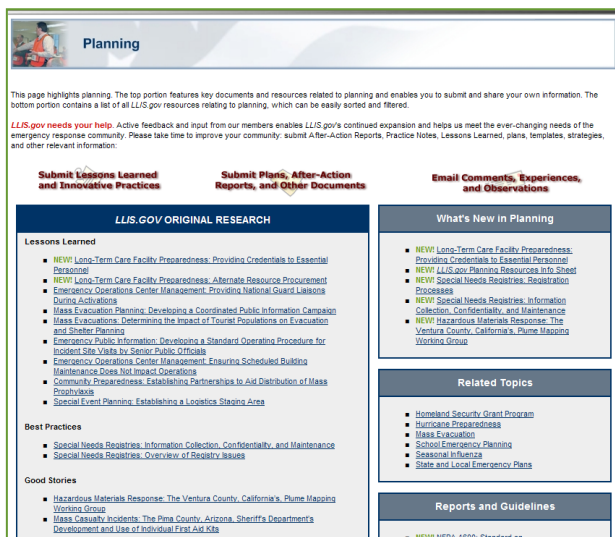 Planning
This page highlights planning. The top portion features key documents and resources related to planning and enables you to submit and share your own information. The
bottom portion contains a list of all LLIS.gov resources relating to planning, which can be easily sorted and filtered.
LLIS.gov needs your help. Active feedback and input from our members enables LLIS.gov's continued expansion and helps us meet the ever-changing needs of the
emergency response community. Please take time to improve your community: submit After-Action Reports, Practice Notes, Lessons Learned, plans, templates, strategies,
and other relevant information:
Submit Lessons Learned
and Innovative Practices
Submit Plans, After-Action
Reports, and Other Documents
Email Comments, Experiences,
and Observations
LLIS.GOV ORIGINAL RESEARCH
Lessons Learned
NEW! Long-Term Care Facility Preparedness: Providing Credentials to Essential
Personnel
NEW! Long-Term Care Facility Preparedness: Alternate Resource Procurement
Emergency Operations Center Management: Providing National Guard Liaisons
During Activations
Mass Evacuation Planning: Developing a Coordinated Public Information Campaign
Mass Evacuations: Determining the Impact of Tourist Populations on Evacuation
and Shelter Planning
Emergency Public Information: Developing a Standard Operating Procedure for
Incident Site Visits by Senior Public Officials
Emergency Operations Center Management: Ensuring Scheduled Building
Maintenance Does Not Impact Operations
Community Preparedness: Establishing Partnerships to Aid Distribution of Mass
Prophylaxis
Special Event Planning: Establishing a Logistics Staging Area
Best Practices
Special Needs Registries: Information Collection, Confidentiality, and Maintenance
Special Needs Registries: Overview of Registry Issues
Good Stories
Hazardous Materials Response: The Ventura County, California's, Plume Mapping
Working Group
Mass Casualty Incidents: The Pima County, Arizona, Sheriff's Department's
Development and Use of Individual First Aid Kits
What's New in Planning
NEW! Long-Term Care Facility Preparedness:
Providing Credentials to Essential Personnel
NEW! LLIS.gov Planning Resources Info Sheet
NEW! Special Needs Registries: Registration
Processes
NEW! Special Needs Registries: Information
Collection, Confidentiality, and Maintenance
NEW! Hazardous Materials Response: The
Ventura County, California's, Plume Mapping
Working Group
Related Topics
Homeland Security Grant Program
Hurricane Preparedness
Mass Evacuation
School Emergency Planning
Seasonal Influenza
State and Local Emergency Plans
Reports and Guidelines
NEW! NFPA 1600: Standard on